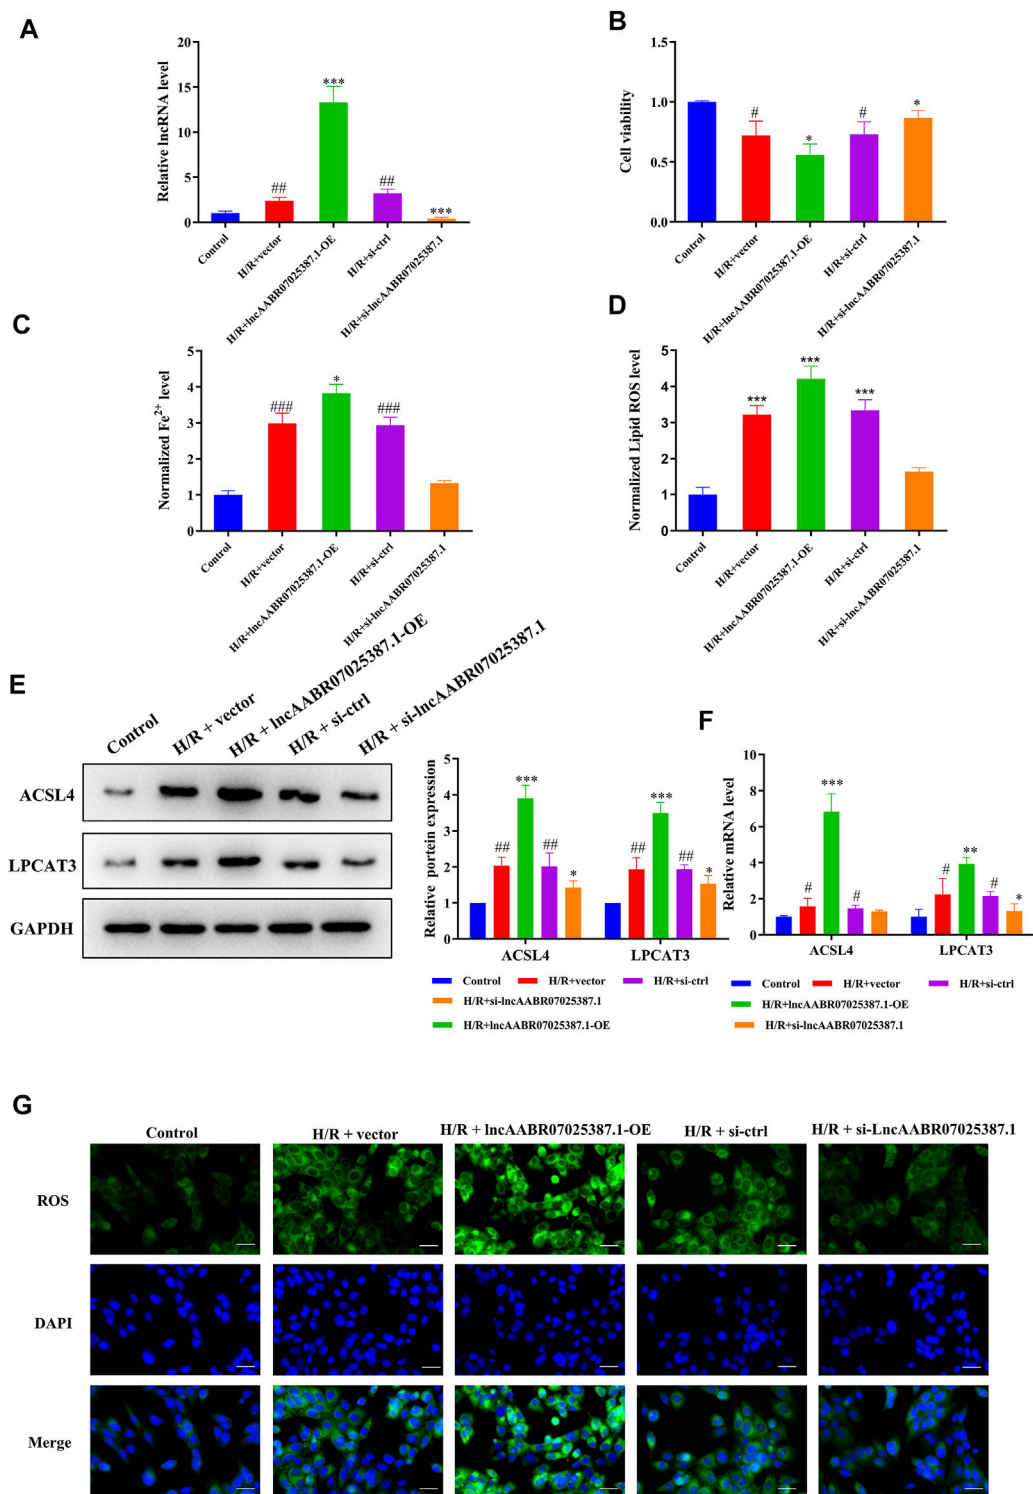 A
Relative lncRNA level
20
15
10
5
0
##
***
##
***
Control
H/R+vector
H/R+lncAABR07025387.1-OE
H/R+si-ctrl
H/R+si-lncAABR07025387.1
B
Cell viability
1.5
1.0
0.5
0.0
#
*
#
*
Control
H/R+vector
H/R+lncAABR07025387.1-OE
H/R+si-ctrl
H/R+si-lncAABR07025387.1
C
Normalized Fe²⁺ level
5
4
3
2
1
0
###
*
###
Control
H/R+vector
H/R+lncAABR07025387.1-OE
H/R+si-ctrl
H/R+si-lncAABR07025387.1
D
Normalized Lipid ROS level
5
4
3
2
1
0
***
***
***
Control
H/R+vector
H/R+lncAABR07025387.1-OE
H/R+si-ctrl
H/R+si-lncAABR07025387.1
E
Control
H/R + vector
H/R + lncAABR07025387.1-OE
H/R + si-ctrl
H/R + si-lncAABR07025387.1
ACSL4
LPCAT3
GAPDH
Relative portein expression
5
4
3
2
1
0
##
***
##
*
##
***
##
*
ACSL4
LPCAT3
Control
H/R+vector
H/R+si-ctrl
H/R+si-lncAABR07025387.1
H/R+lncAABR07025387.1-OE
F
Relative mRNA level
10
8
6
4
2
0
#
***
#
#
**
#
*
ACSL4
LPCAT3
Control
H/R+vector
H/R+si-ctrl
H/R+lncAABR07025387.1-OE
H/R+si-lncAABR07025387.1
G
Control
H/R + vector
H/R + lncAABR07025387.1-OE
H/R + si-ctrl
H/R + si-LncAABR07025387.1
ROS
DAPI
Merge